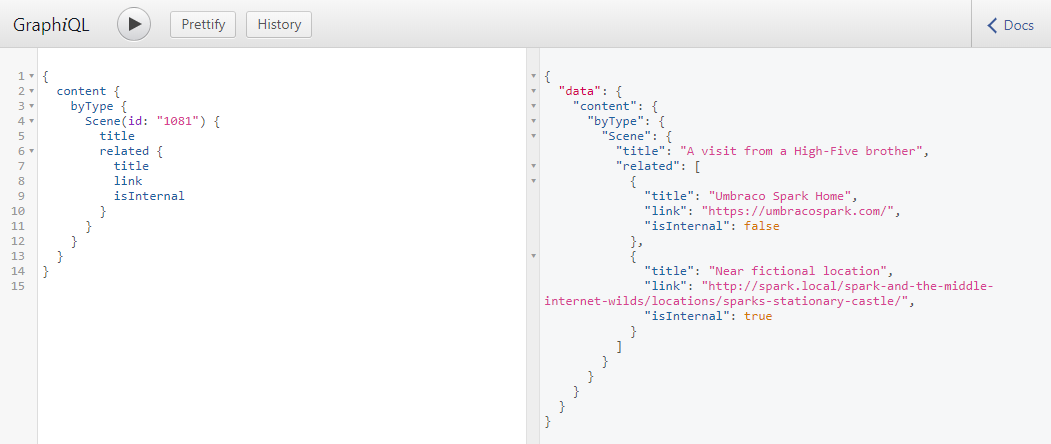 GraphiQL Prettify History Docs
1 {
2   content {
3     byType {
4       Scene(id: "1081") {
5         title
6         related {
7           title
8           link
9           isInternal
10         }
11       }
12     }
13   }
14 }
15
{
  "data": {
    "content": {
      "byType": {
        "Scene": {
          "title": "A visit from a High-Five brother",
          "related": [
            {
              "title": "Umbraco Spark Home",
              "link": "https://umbracospark.com/",
              "isInternal": false
            },
            {
              "title": "Near fictional location",
              "link": "http://spark.local/spark-and-the-middle-
internet-wilds/locations/sparks-stationary-castle/",
              "isInternal": true
            }
          ]
        }
      }
    }
  }
}